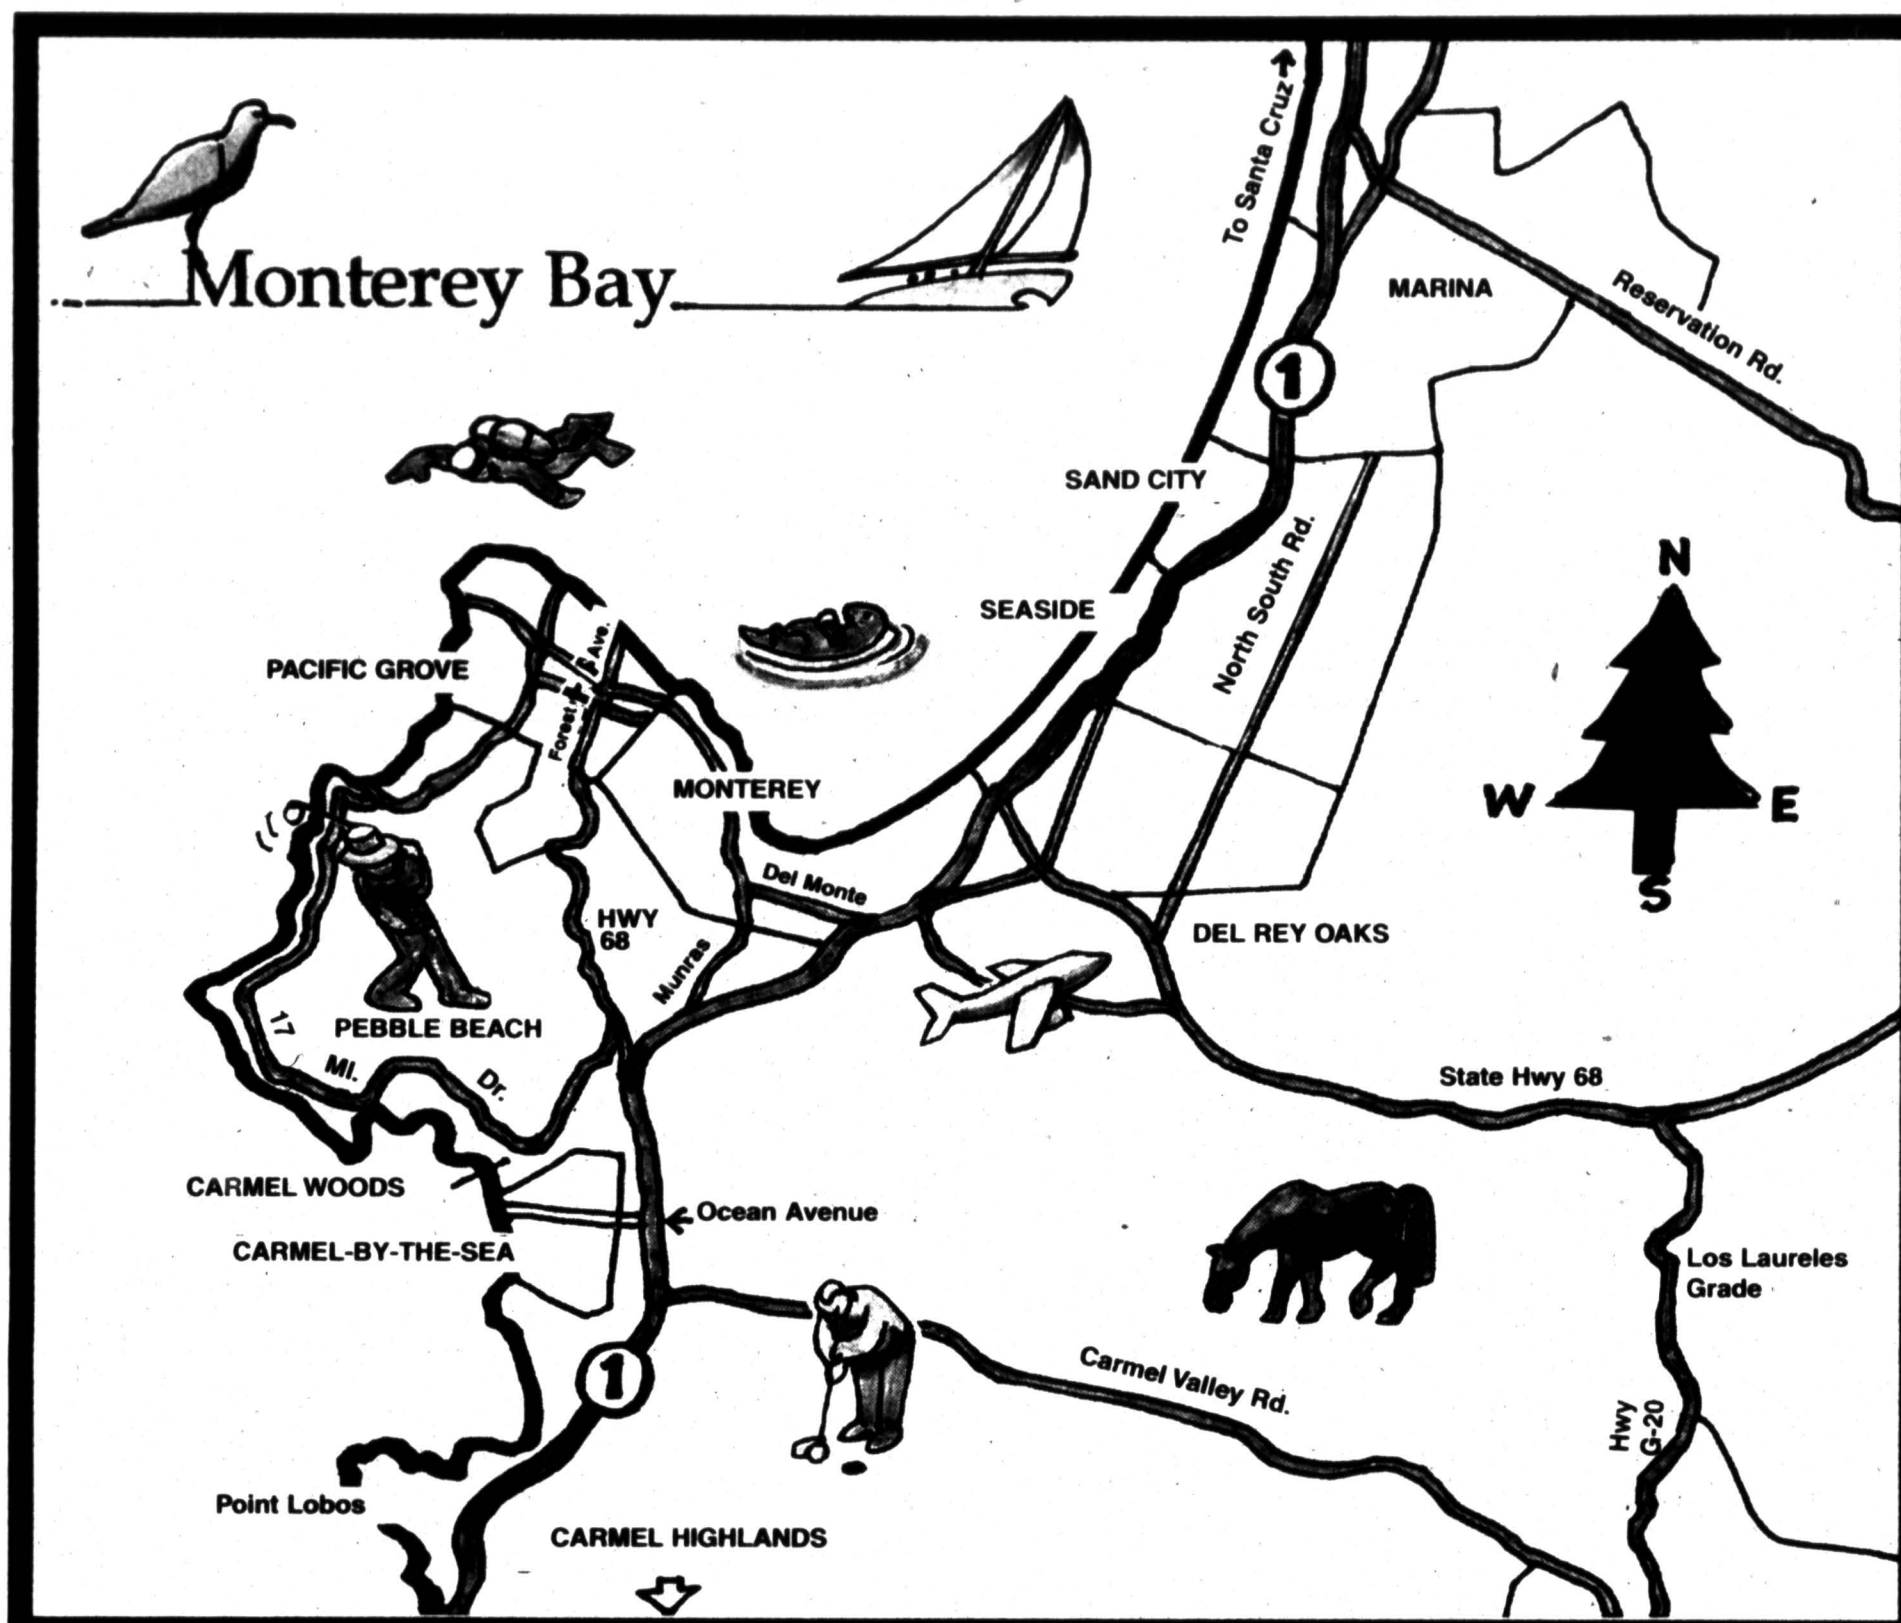 To Santa Cruz
Monterey Bay
MARINA
Reservation Rd.
1
SAND CITY
North South Rd.
N
SEASIDE
PACIFIC GROVE
Forest Ave.
MONTEREY
W
E
S
Del Monte
HWY
68
DEL REY OAKS
Munras
17
PEBBLE BEACH
MI.
Dr.
State Hwy 68
CARMEL WOODS
Ocean Avenue
CARMEL-BY-THE-SEA
Los Laureles
Grade
1
Carmel Valley Rd.
Hwy
G-20
Point Lobos
CARMEL HIGHLANDS